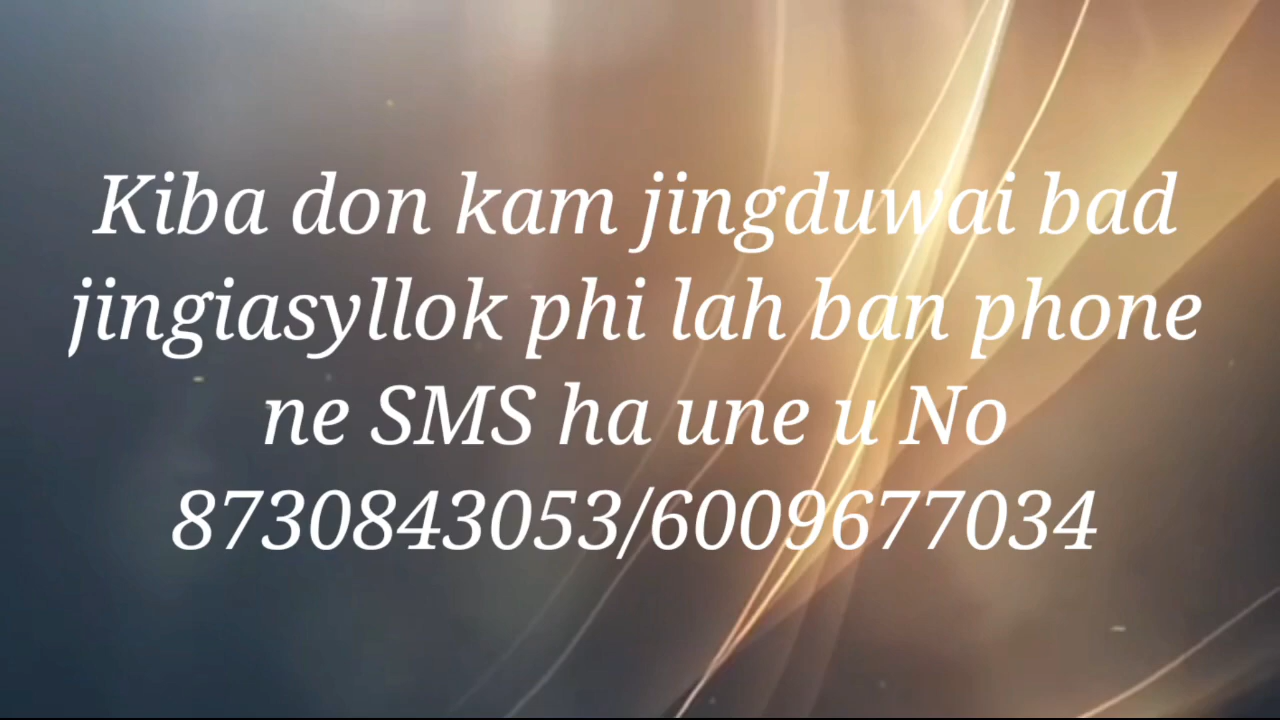 Kiba don kam jingduwai bad
jingiasyllok phi lah ban phone
ne SMS ha une u No
8730843053/6009677034